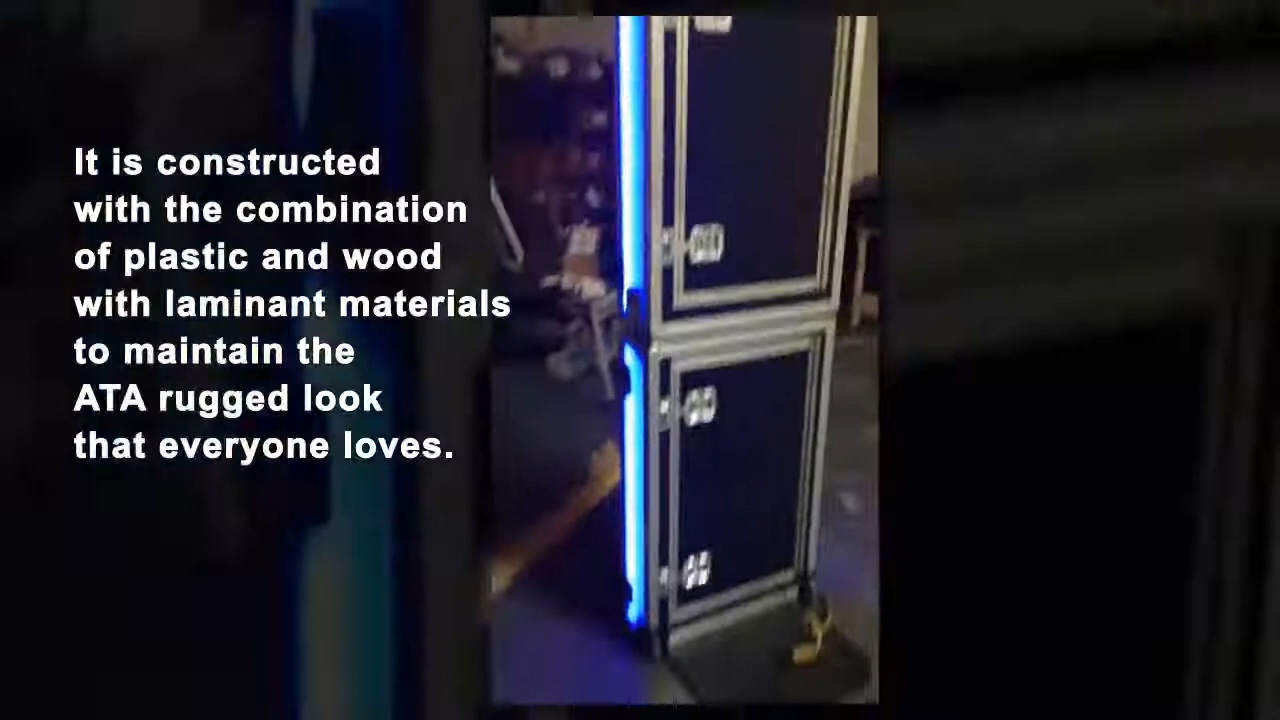 It is constructed
with the combination
of plastic and wood
with laminant materials
to maintain the
ATA rugged look
that everyone loves.